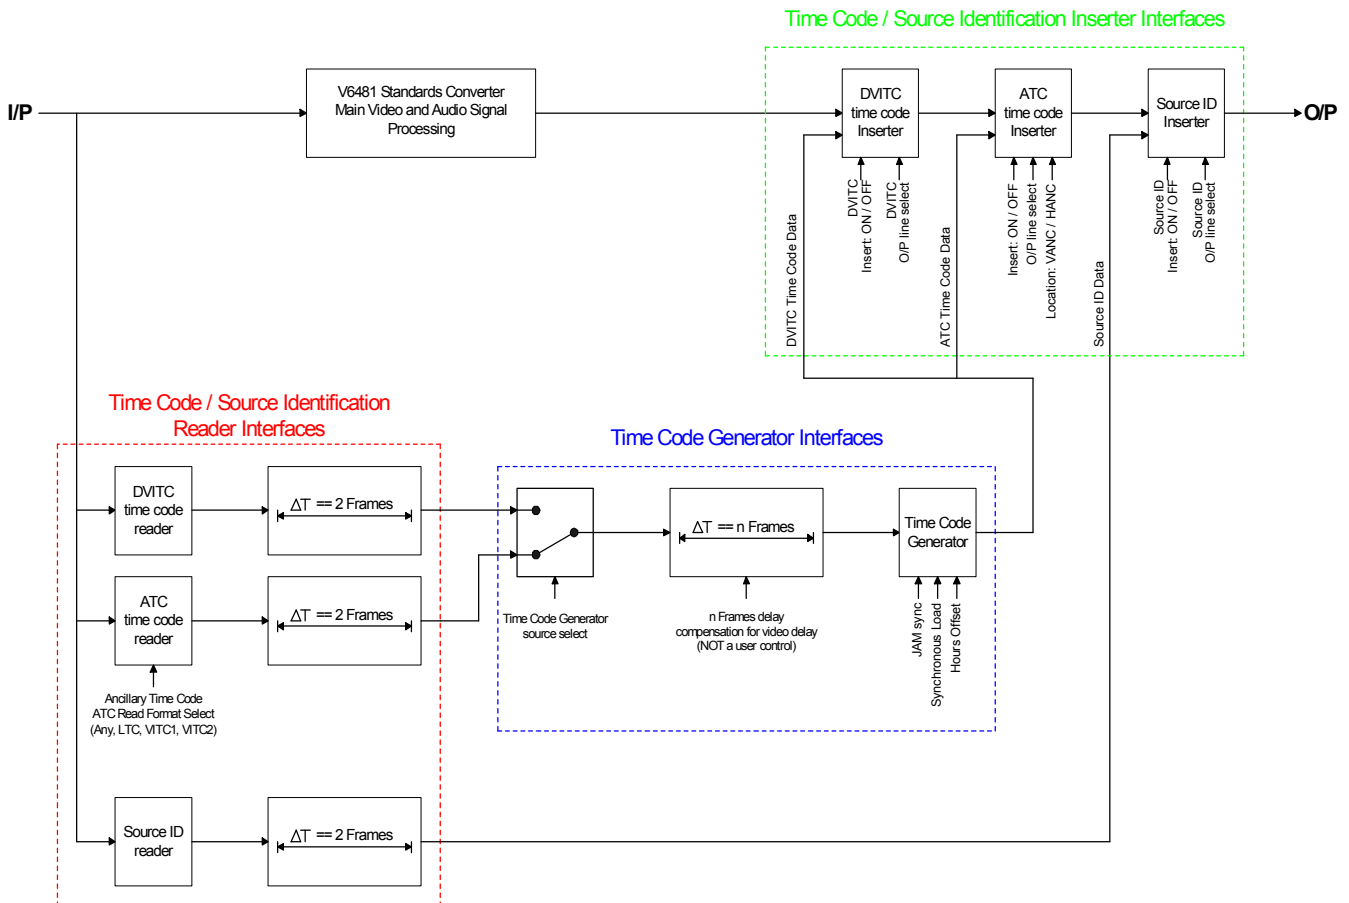 Time Code / Source Identification Inserter Interfaces
I/P
V6481 Standards Converter
Main Video and Audio Signal
Processing
DVITC
time code
Inserter
ATC
time code
Inserter
Source ID
Inserter
O/P
DVITC Time Code Data
DVITC
Insert: ON / OFF
DVITC
O/P line select
ATC Time Code Data
Insert: ON / OFF
O/P line select
Location: VANC / HANC
Source ID Data
Source ID
Insert: ON / OFF
Source ID
O/P line select
Time Code / Source Identification
Reader Interfaces
DVITC
time code
reader
ΔT == 2 Frames
ATC
time code
reader
ΔT == 2 Frames
Ancillary Time Code
ATC Read Format Select
(Any, LTC, VITC1, VITC2)
Source ID
reader
ΔT == 2 Frames
Time Code Generator Interfaces
Time Code Generator
source select
ΔT == n Frames
n Frames delay
compensation for video delay
(NOT a user control)
Time Code
Generator
JAM sync
Synchronous Load
Hours Offset